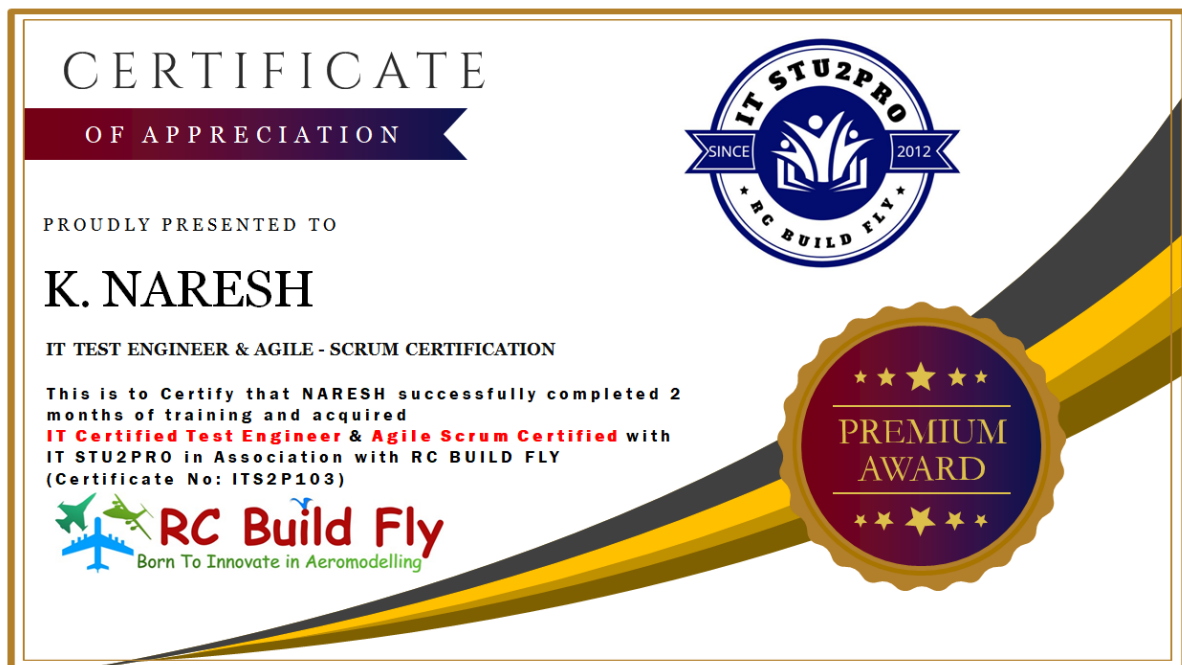 CERTIFICATE
OF APPRECIATION
IT STU2PRO
SINCE
2012
RC BUILD FLY
PROUDLY PRESENTED TO
K. NARESH
IT TEST ENGINEER & AGILE - SCRUM CERTIFICATION
This is to Certify that NARESH successfully completed 2
months of training and acquired
IT Certified Test Engineer & Agile Scrum Certified with
IT STU2PRO in Association with RC BUILD FLY
(Certificate No: ITS2P103)
RC Build Fly
Born To Innovate in Aeromodelling
PREMIUM
AWARD